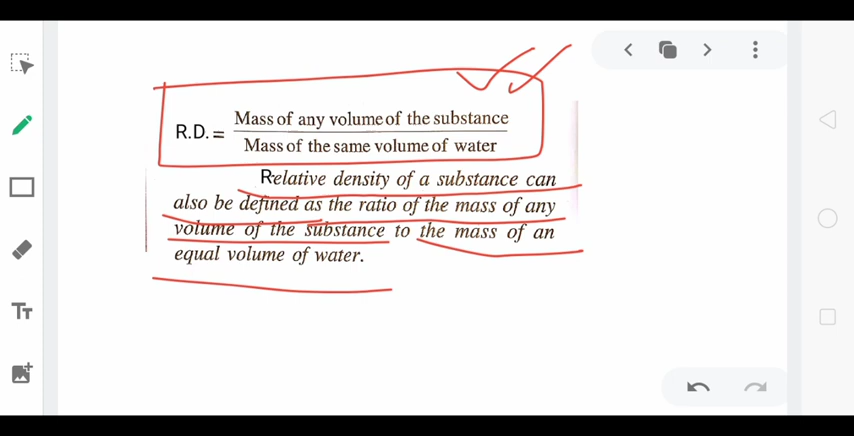 R.D. = Mass of any volume of the substance
Mass of the same volume of water
Relative density of a substance can
also be defined as the ratio of the mass of any
volume of the substance to the mass of an
equal volume of water.
TT